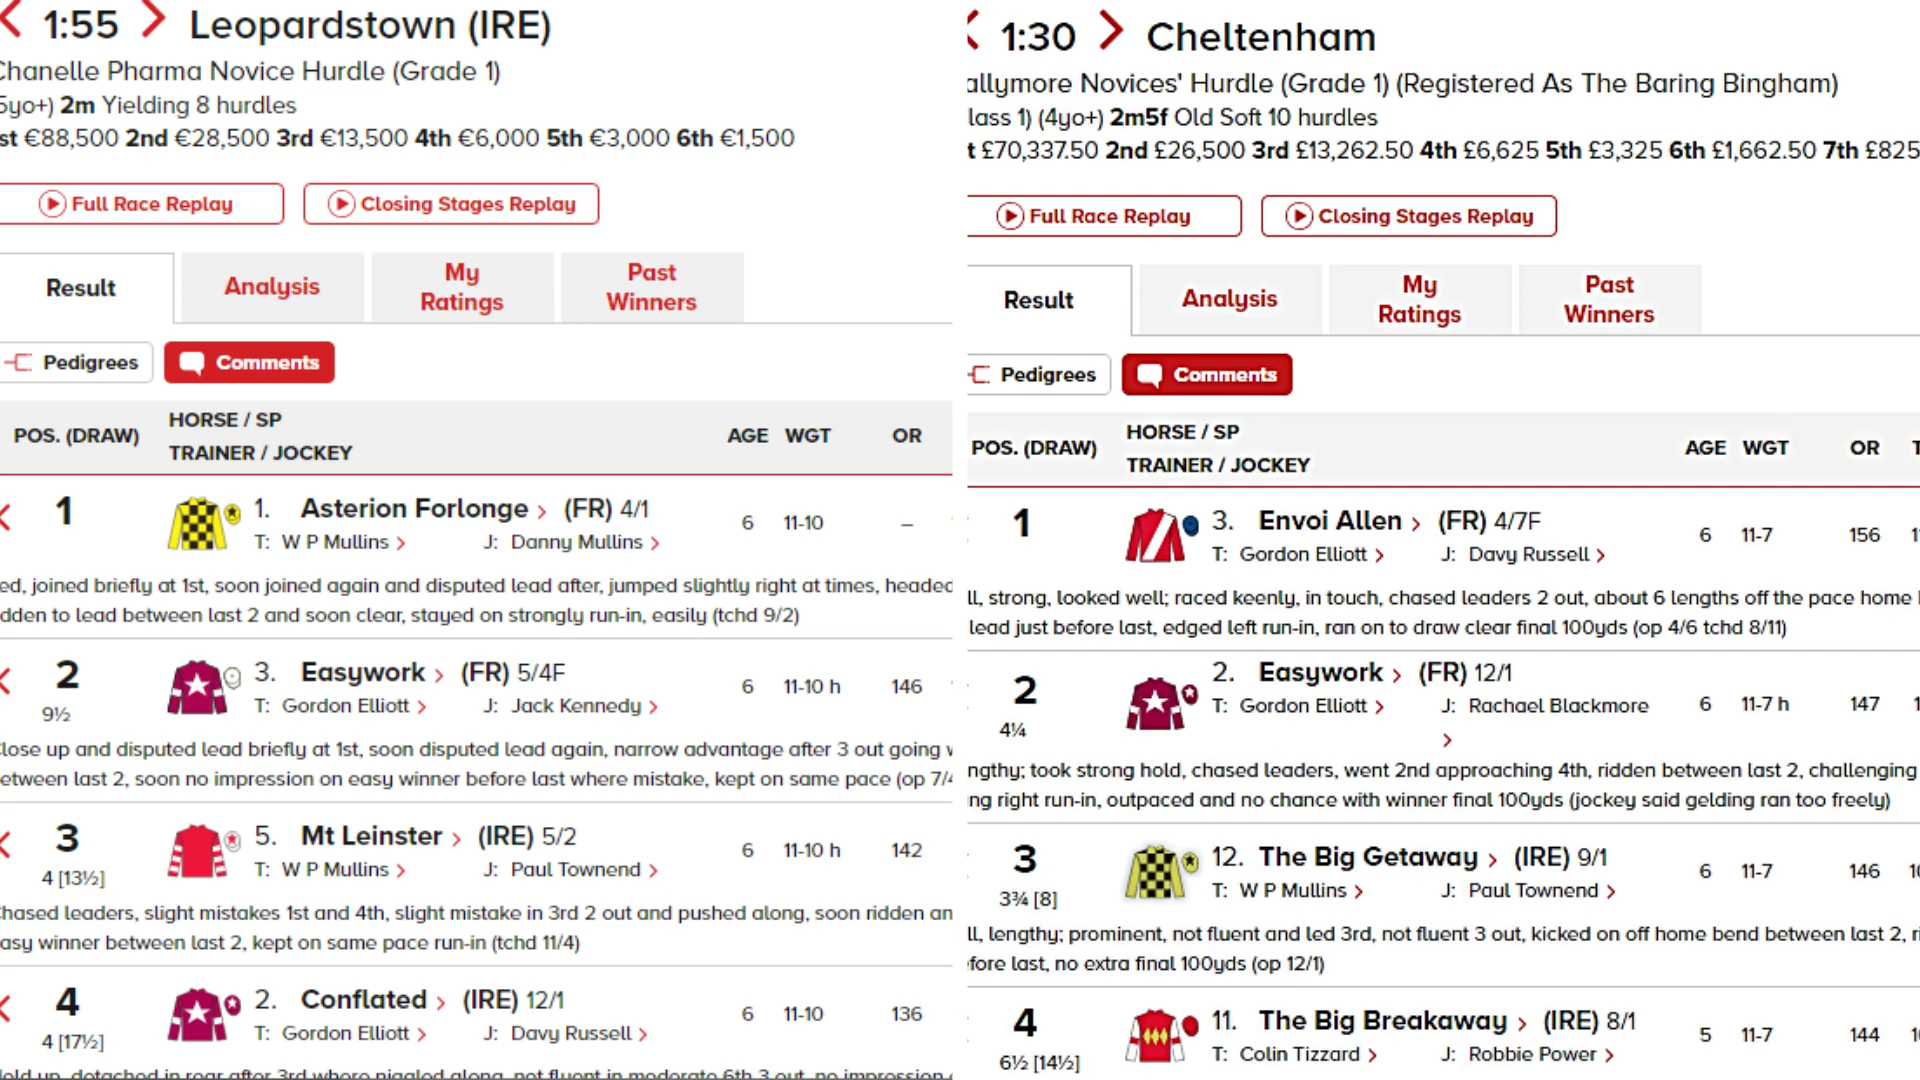 1:55 Leopardstown (IRE)
Chanelle Pharma Novice Hurdle (Grade 1)
5yo+) 2m Yielding 8 hurdles
st €88,500 2nd €28,500 3rd €13,500 4th €6,000 5th €3,000 6th €1,500
Full Race Replay Closing Stages Replay
Result Analysis My Ratings Past Winners
Pedigrees Comments
POS. (DRAW) HORSE / SP AGE WGT OR
TRAINER / JOCKEY
1 1. Asterion Forlonge (FR) 4/1 6 11-10 –
T: W P Mullins J: Danny Mullins
ed, joined briefly at 1st, soon joined again and disputed lead after, jumped slightly right at times, headed
dden to lead between last 2 and soon clear, stayed on strongly run-in, easily (tchd 9/2)
2 3. Easywork (FR) 5/4F 6 11-10 h 146
9½ T: Gordon Elliott J: Jack Kennedy
lose up and disputed lead briefly at 1st, soon disputed lead again, narrow advantage after 3 out going w
etween last 2, soon no impression on easy winner before last where mistake, kept on same pace (op 7/4
3 5. Mt Leinster (IRE) 5/2 6 11-10 h 142
4 [13½] T: W P Mullins J: Paul Townend
hased leaders, slight mistakes 1st and 4th, slight mistake in 3rd 2 out and pushed along, soon ridden an
asy winner between last 2, kept on same pace run-in (tchd 11/4)
4 2. Conflated (IRE) 12/1 6 11-10 136
4 [17½] T: Gordon Elliott J: Davy Russell
old up, detached in rear after 3rd where niggled along, not fluent in moderate 6th 3 out, no impression
1:30 Cheltenham
allymore Novices' Hurdle (Grade 1) (Registered As The Baring Bingham)
lass 1) (4yo+) 2m5f Old Soft 10 hurdles
t £70,337.50 2nd £26,500 3rd £13,262.50 4th £6,625 5th £3,325 6th £1,662.50 7th £825
Full Race Replay Closing Stages Replay
Result Analysis My Ratings Past Winners
Pedigrees Comments
POS. (DRAW) HORSE / SP AGE WGT OR T
TRAINER / JOCKEY
1 3. Envoi Allen (FR) 4/7F 6 11-7 156
T: Gordon Elliott J: Davy Russell
ll, strong, looked well; raced keenly, in touch, chased leaders 2 out, about 6 lengths off the pace home
lead just before last, edged left run-in, ran on to draw clear final 100yds (op 4/6 tchd 8/11)
2 2. Easywork (FR) 12/1 6 11-7 h 147
4¼ T: Gordon Elliott J: Rachael Blackmore
ngthy; took strong hold, chased leaders, went 2nd approaching 4th, ridden between last 2, challenging
ng right run-in, outpaced and no chance with winner final 100yds (jockey said gelding ran too freely)
3 12. The Big Getaway (IRE) 9/1 6 11-7 146
3¾ [8] T: W P Mullins J: Paul Townend
ll, lengthy; prominent, not fluent and led 3rd, not fluent 3 out, kicked on off home bend between last 2, ri
fore last, no extra final 100yds (op 12/1)
4 11. The Big Breakaway (IRE) 8/1 5 11-7 144
6½ [14½] T: Colin Tizzard J: Robbie Power